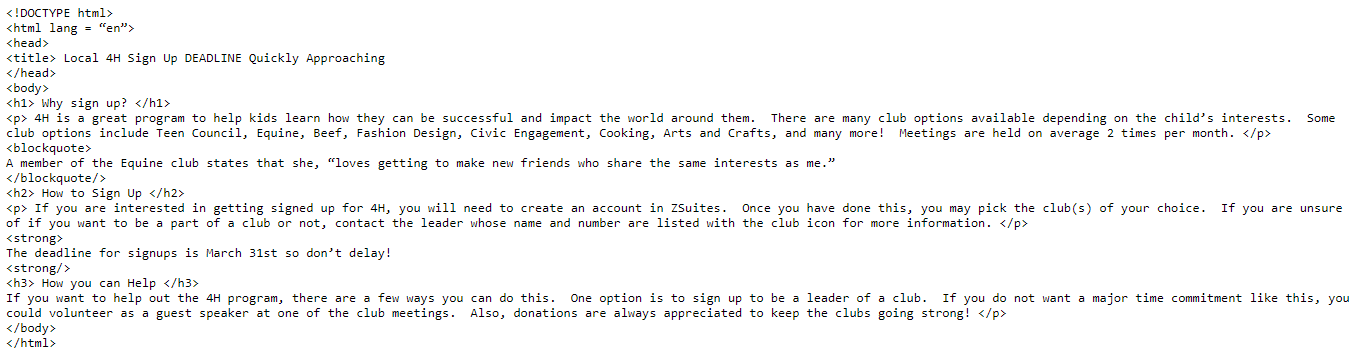 <!DOCTYPE html>
<html lang = “en”>
<head>
<title> Local 4H Sign Up DEADLINE Quickly Approaching
</head>
<body>
<h1> Why sign up? </h1>
<p> 4H is a great program to help kids learn how they can be successful and impact the world around them.  There are many club options available depending on the child’s interests.  Some
club options include Teen Council, Equine, Beef, Fashion Design, Civic Engagement, Cooking, Arts and Crafts, and many more!  Meetings are held on average 2 times per month. </p>
<blockquote>
A member of the Equine club states that she, “loves getting to make new friends who share the same interests as me.”
</blockquote/>
<h2> How to Sign Up </h2>
<p> If you are interested in getting signed up for 4H, you will need to create an account in ZSuites.  Once you have done this, you may pick the club(s) of your choice.  If you are unsure
of if you want to be a part of a club or not, contact the leader whose name and number are listed with the club icon for more information. </p>
<strong>
The deadline for signups is March 31st so don’t delay!
<strong/>
<h3> How you can Help </h3>
If you want to help out the 4H program, there are a few ways you can do this.  One option is to sign up to be a leader of a club.  If you do not want a major time commitment like this, you
could volunteer as a guest speaker at one of the club meetings.  Also, donations are always appreciated to keep the clubs going strong! </p>
</body>
</html>